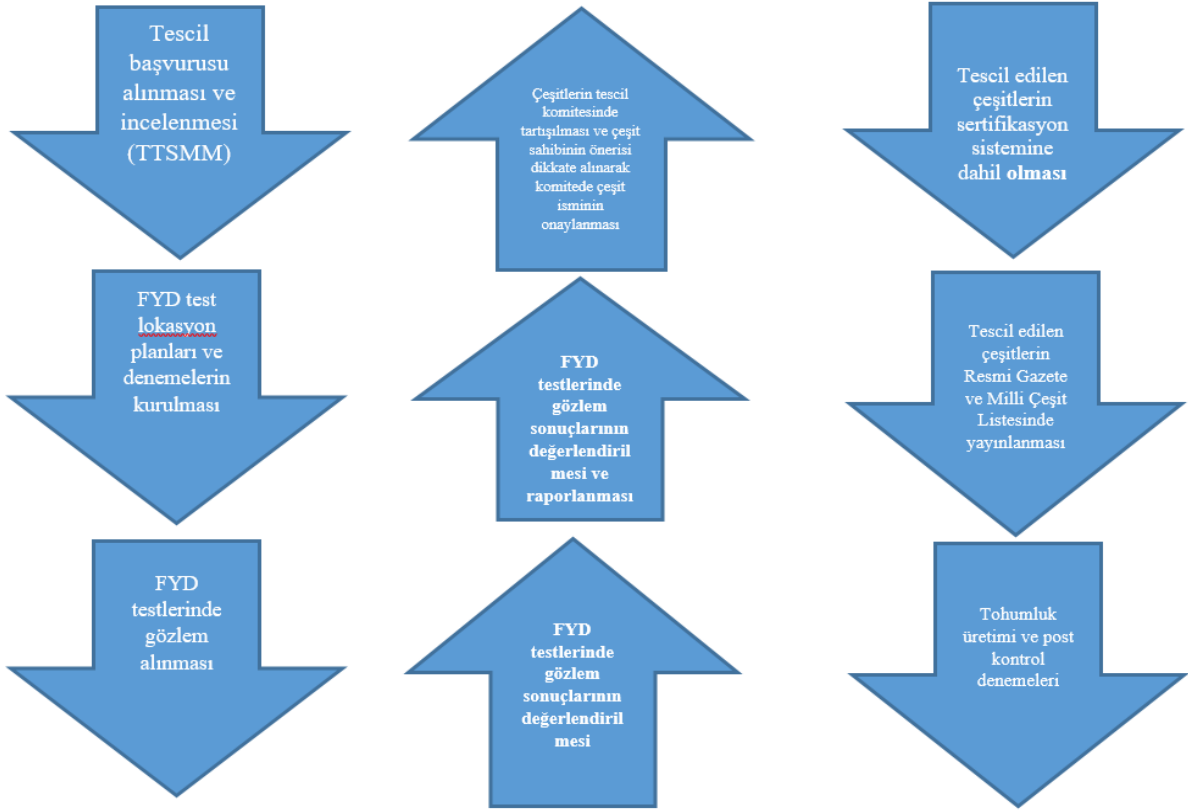 Tescil
başvurusu
alınması ve
incelenmesi
(TTSMM)
FYD test
lokasyon
planları ve
denemelerin
kurulması
FYD
testlerinde
gözlem
alınması
FYD
testlerinde
gözlem
sonuçlarının
değerlendiril
mesi
FYD
testlerinde
gözlem
sonuçlarının
değerlendiril
mesi ve
raporlanması
Çeşitlerin tescil
komitesinde
tartışılması ve çeşit
sahibinin önerisi
dikkate alınarak
komitede çeşit
isminin
onaylanması
Tescil edilen
çeşitlerin
sertifikasyon
sistemine
dahil olması
Tescil edilen
çeşitlerin
Resmi Gazete
ve Milli Çeşit
Listesinde
yayınlanması
Tohumluk
üretimi ve post
kontrol
denemeleri